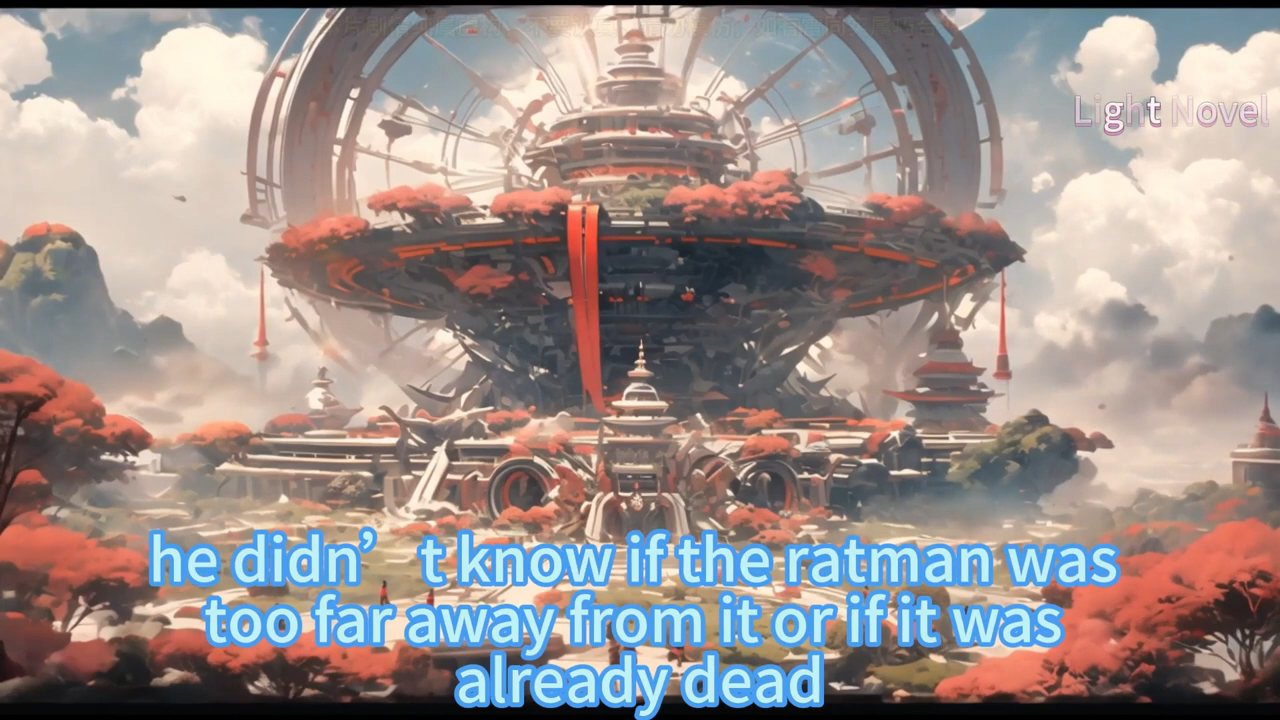 Light Novel
he didn’ t know if the ratman was
too far away from it or if it was
already dead